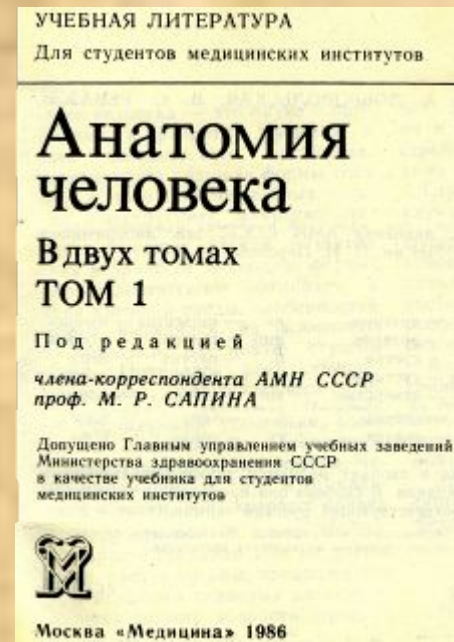 УЧЕБНАЯ ЛИТЕРАТУРА
Для студентов медицинских институтов
Анатомия
человека
В двух томах
ТОМ 1
Под редакцией
члена-корреспондента АМН СССР
проф. М. Р. САПИНА
Допущено Главным управлением учебных заведений
Министерства здравоохранения СССР
в качестве учебника для студентов
медицинских институтов
М
Москва «Медицина» 1986